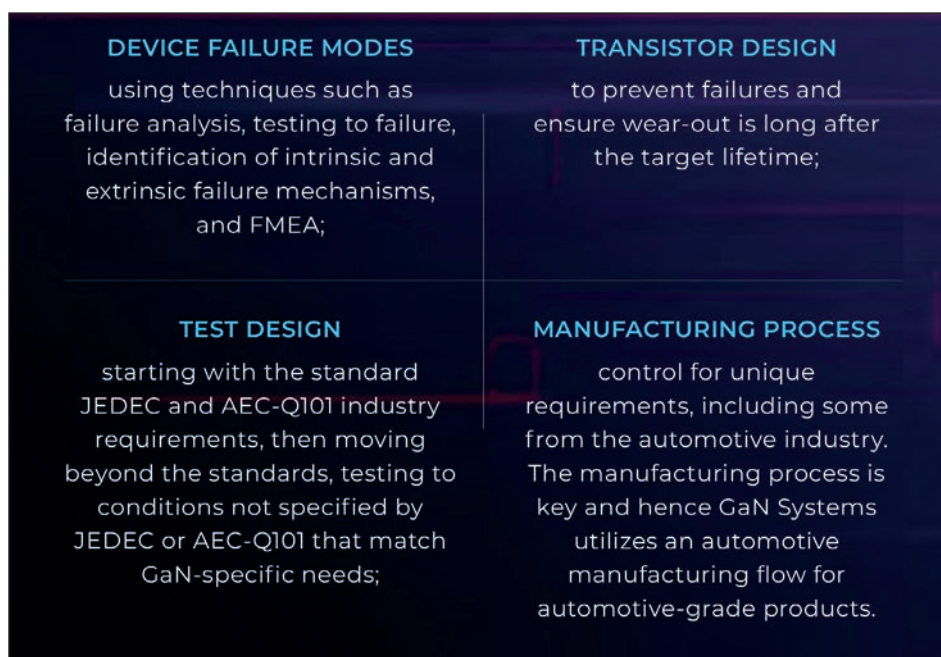 DEVICE FAILURE MODES
using techniques such as
failure analysis, testing to failure,
identification of intrinsic and
extrinsic failure mechanisms,
and FMEA;
TRANSISTOR DESIGN
to prevent failures and
ensure wear-out is long after
the target lifetime;
TEST DESIGN
starting with the standard
JEDEC and AEC-Q101 industry
requirements, then moving
beyond the standards, testing to
conditions not specified by
JEDEC or AEC-Q101 that match
GaN-specific needs;
MANUFACTURING PROCESS
control for unique
requirements, including some
from the automotive industry.
The manufacturing process is
key and hence GaN Systems
utilizes an automotive
manufacturing flow for
automotive-grade products.